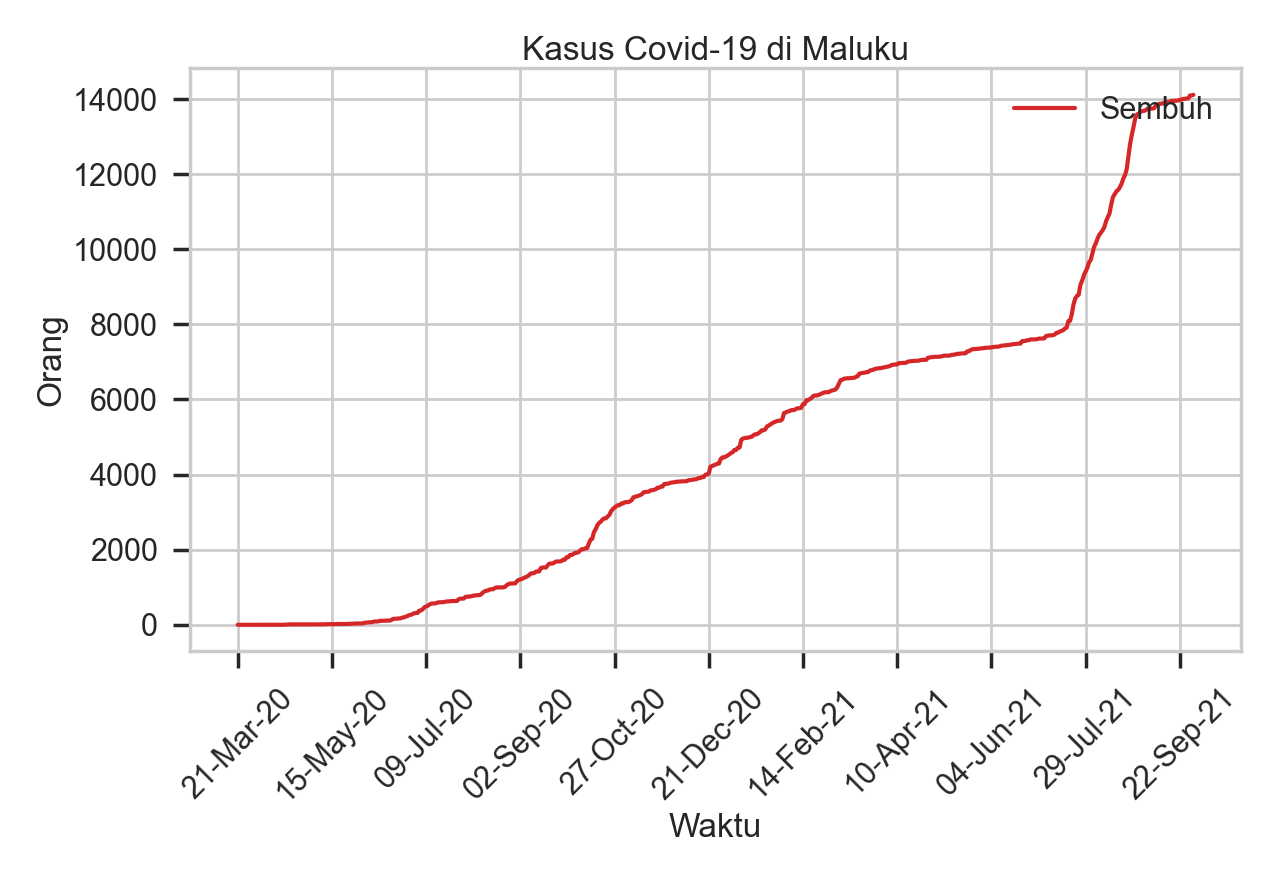 Kasus Covid-19 di Maluku
Sembuh
Orang
14000
12000
10000
8000
6000
4000
2000
0
21-Mar-20
15-May-20
09-Jul-20
02-Sep-20
27-Oct-20
21-Dec-20
14-Feb-21
10-Apr-21
04-Jun-21
29-Jul-21
22-Sep-21
Waktu